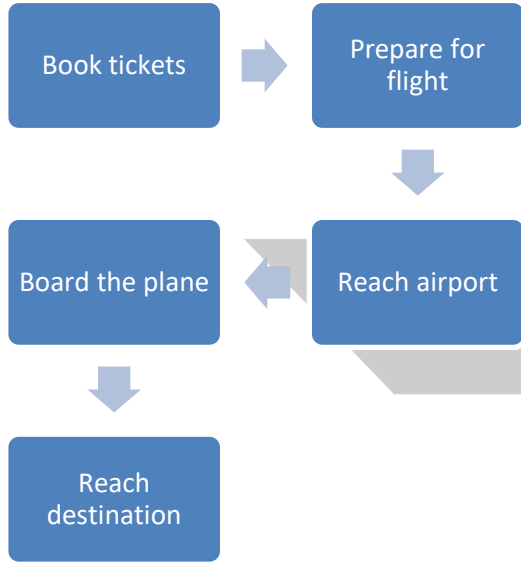 Book tickets
Prepare for
flight
Reach airport
Board the plane
Reach
destination